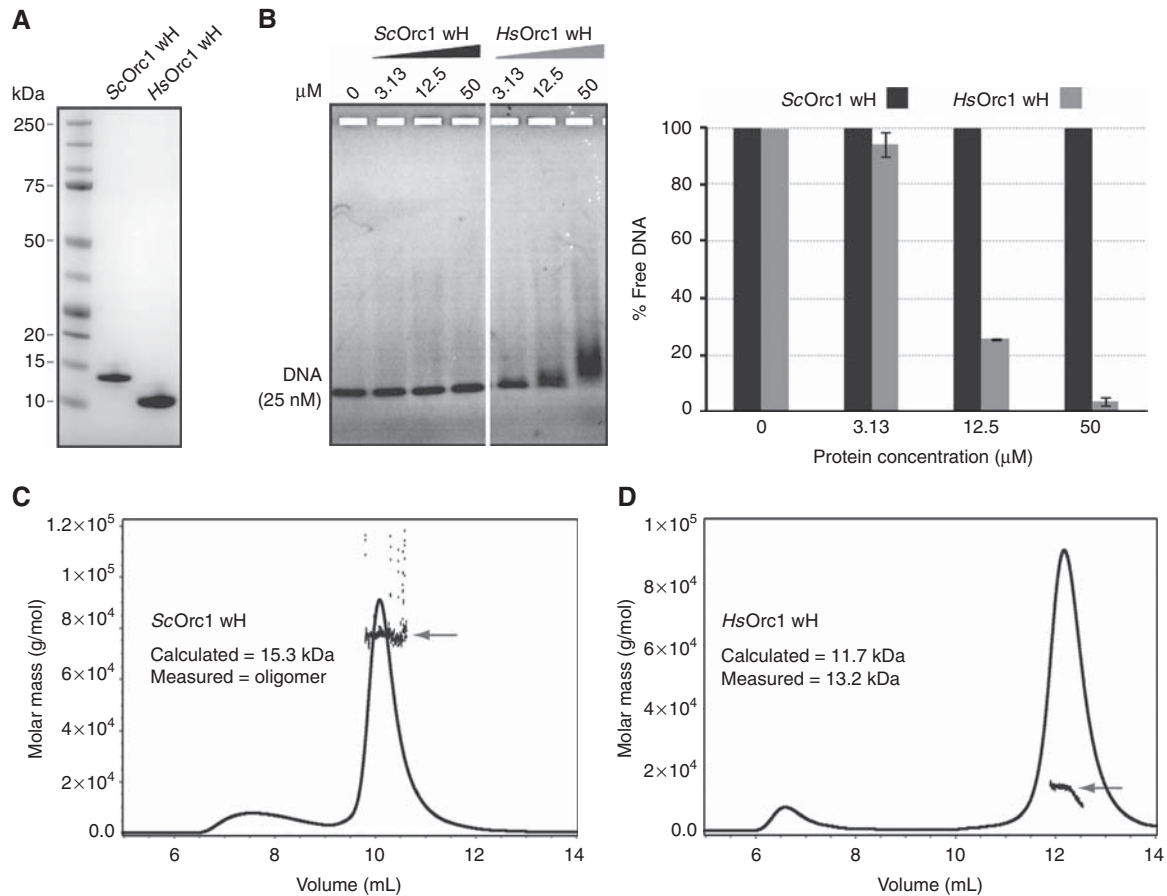 A
ScOrc1 wH
HsOrc1 wH
kDa
250
75
50
20
15
10
B
ScOrc1 wH
HsOrc1 wH
μM
0
3.13
12.5
50
3.13
12.5
50
DNA
(25 nM)
ScOrc1 wH
HsOrc1 wH
% Free DNA
100
80
60
40
20
0
0
3.13
12.5
50
Protein concentration (μM)
C
Molar mass (g/mol)
1.2×10⁵
1×10⁵
8×10⁴
6×10⁴
4×10⁴
2×10⁴
0.0
ScOrc1 wH
Calculated = 15.3 kDa
Measured = oligomer
6
8
10
12
14
Volume (mL)
D
Molar mass (g/mol)
1×10⁵
8×10⁴
6×10⁴
4×10⁴
2×10⁴
0.0
HsOrc1 wH
Calculated = 11.7 kDa
Measured = 13.2 kDa
6
8
10
12
14
Volume (mL)